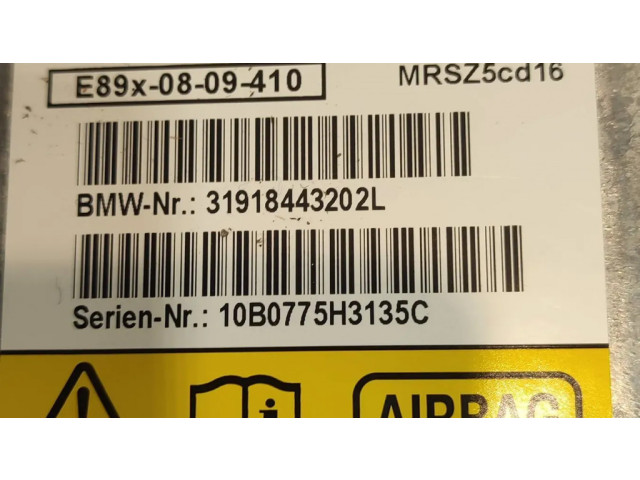 E89x-08-09-410
MRSZ5cd16
BMW-Nr.: 31918443202L
Serien-Nr.: 10B0775H3135C
AIRBAG